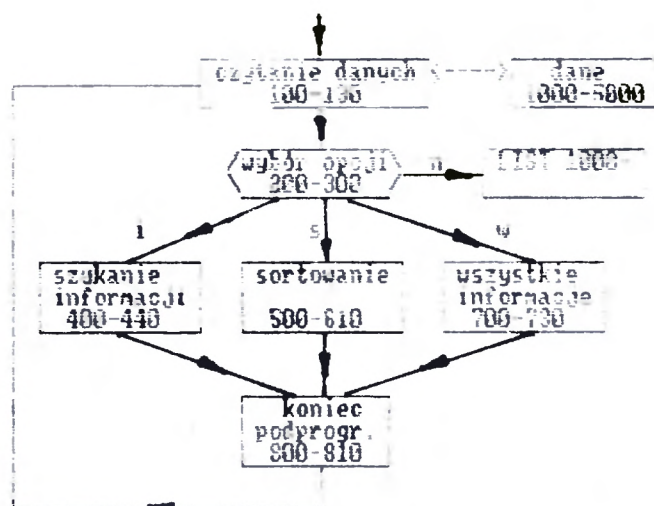 czytanie danych
100-130
dane
1000-5000
wybór opcji
200-300
n
LIST 1000-
i
s
w
szukanie
informacji
400-440
sortowanie
500-610
wszystkie
informacje
700-730
koniec
podprogr.
800-810